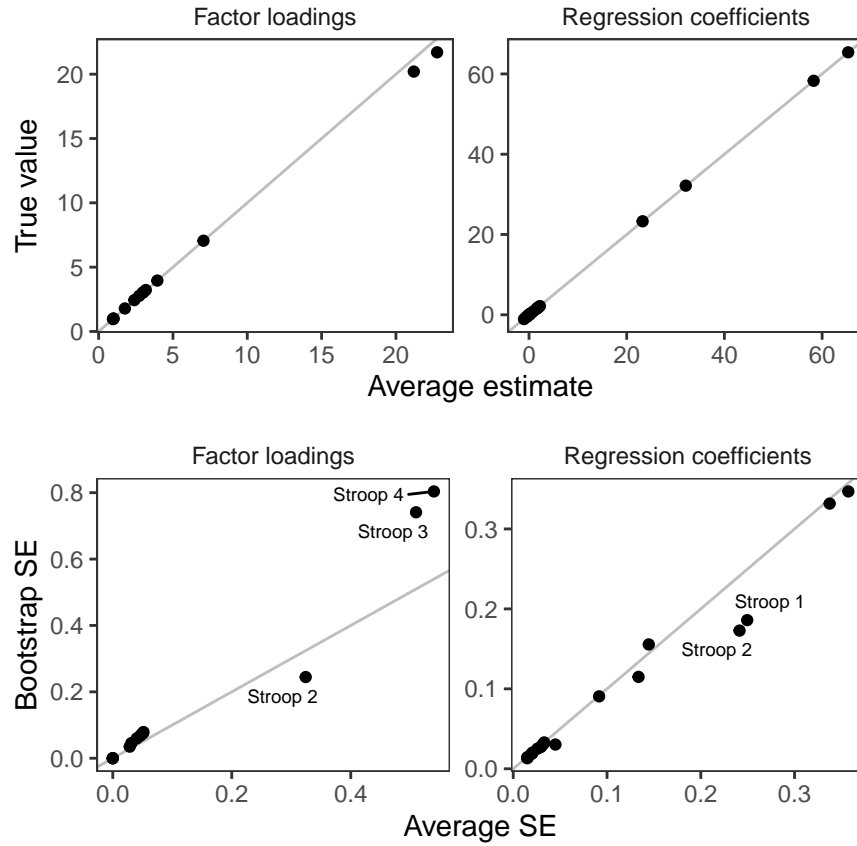 Factor loadings
Regression coefficients
True value
20
15
10
5
0
60
40
20
0
0
5
10
15
20
0
20
40
60
Average estimate
Factor loadings
Regression coefficients
Bootstrap SE
0.8
0.6
0.4
0.2
0.0
Stroop 4
Stroop 3
Stroop 2
0.3
0.2
0.1
0.0
Stroop 1
Stroop 2
0.0
0.2
0.4
0.0
0.1
0.2
0.3
Average SE